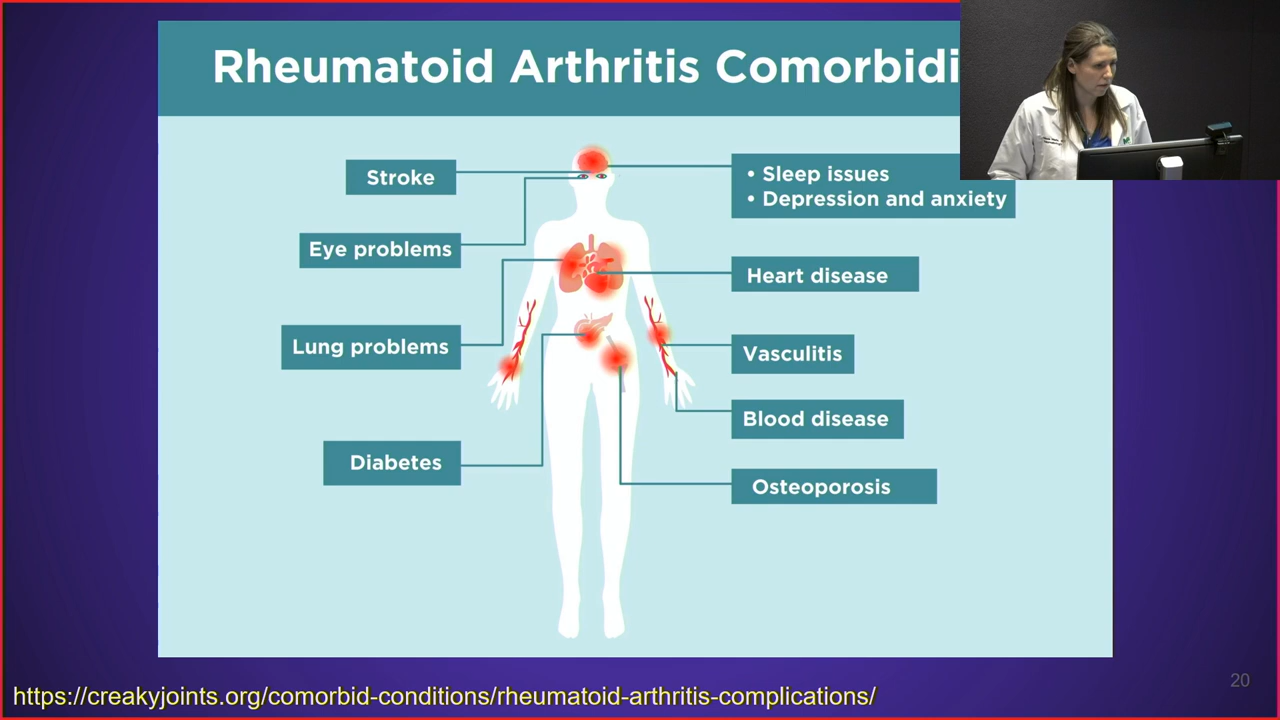 Rheumatoid Arthritis Comorbidi
Stroke
• Sleep issues
• Depression and anxiety
Eye problems
Heart disease
Lung problems
Vasculitis
Blood disease
Diabetes
Osteoporosis
https://creakyjoints.org/comorbid-conditions/rheumatoid-arthritis-complications/
20